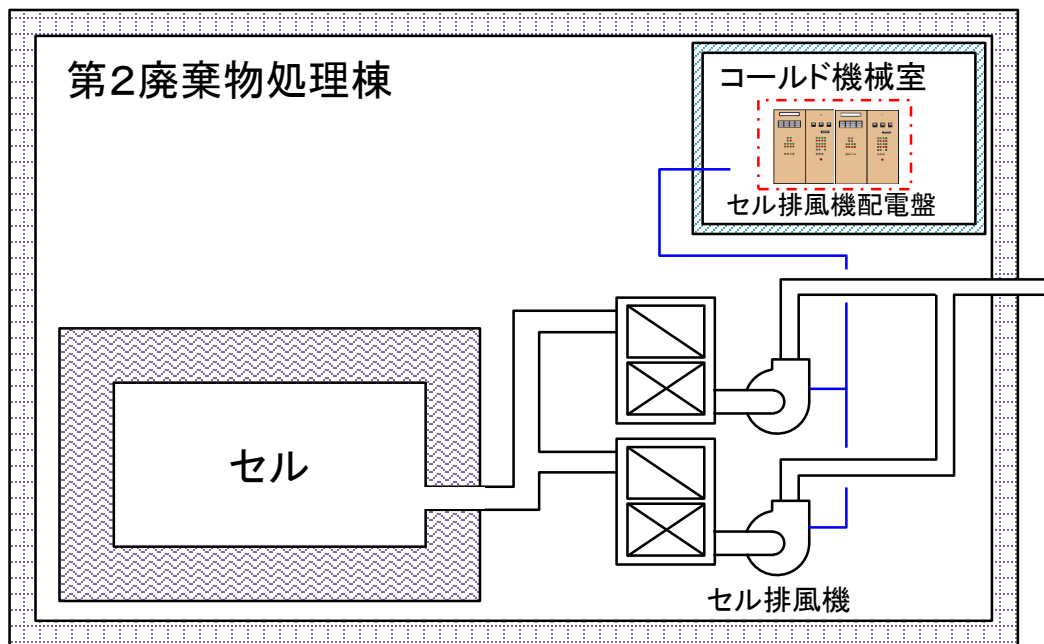 第2廃棄物処理棟
コールド機械室
セル排風機配電盤
セル
セル排風機